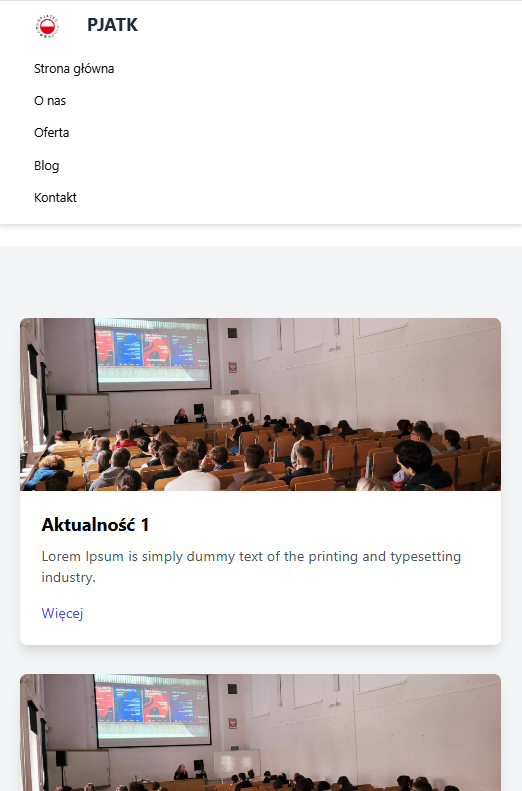 PJATK
Strona główna
O nas
Oferta
Blog
Kontakt
Aktualność 1
Lorem Ipsum is simply dummy text of the printing and typesetting
industry.
Więcej